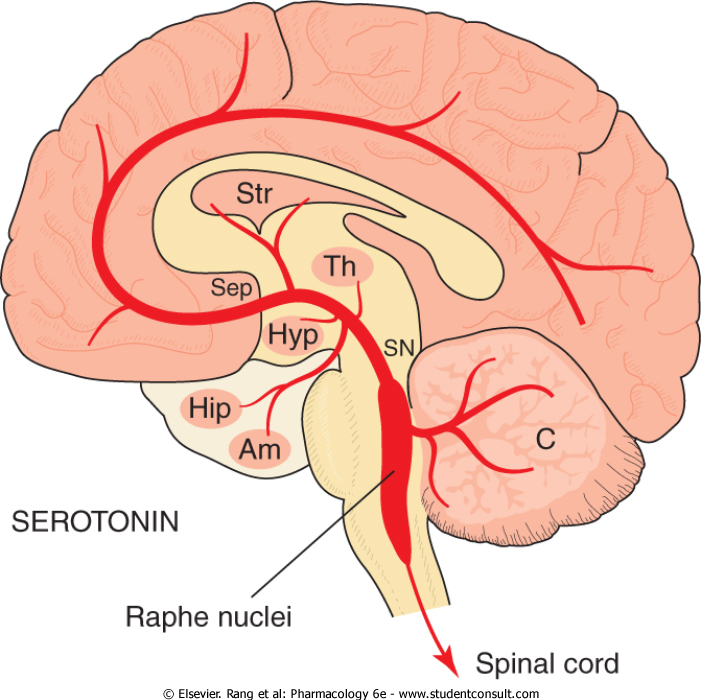 Str
Th
Sep
Hyp
SN
Hip
Am
C
SEROTONIN
Raphe nuclei
Spinal cord
© Elsevier. Rang et al: Pharmacology 6e - www.studentconsult.com